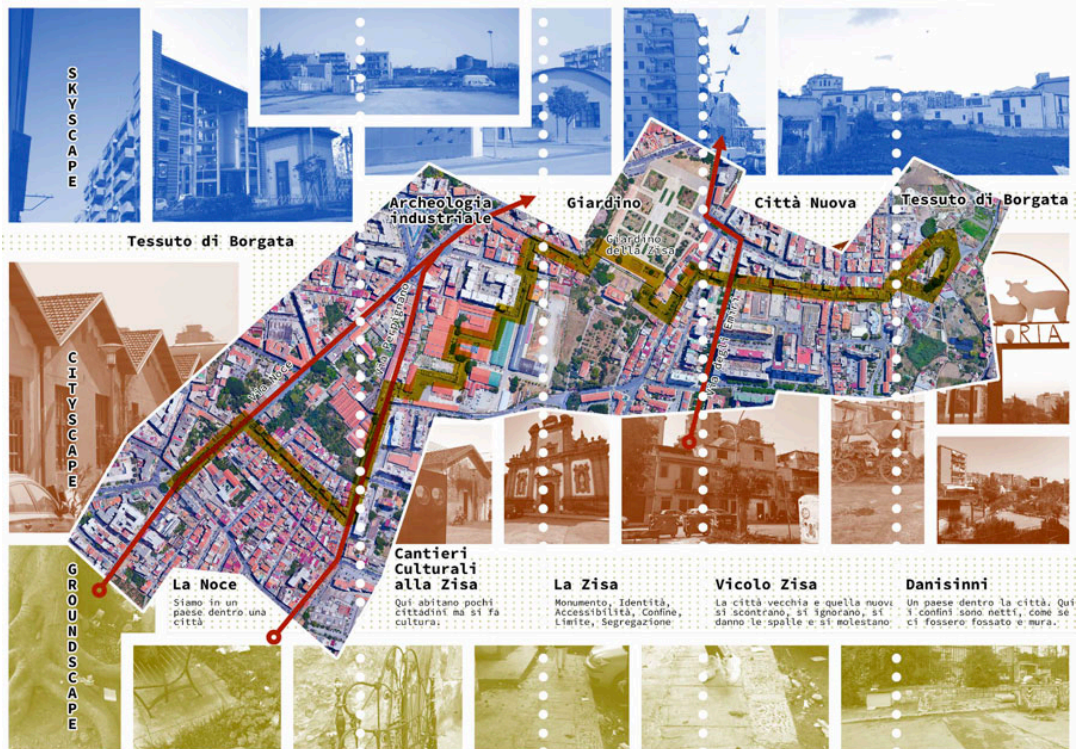 SKYSCAPE
Archeologia
industriale
Giardino
Città Nuova
Tessuto di Borgata
Tessuto di Borgata
Giardino
della Zisa
CITYSCAPE
Via Noce
ORIA
GROUNDSCAPE
La Noce
Siamo in un
paese dentro una
città
Cantieri
Culturali
alla Zisa
Qui abitano pochi
cittadini ma si fa
cultura.
La Zisa
Monumento, Identità,
Accessibilità, Confine,
Limite, Segregazione
Vicolo Zisa
La città vecchia e quella nuova
si scontrano, si ignorano, si
danno le spalle e si molestano
Danisinni
Un paese dentro la città. Qui
i confini sono netti, come se
ci fossero fossato e mura.